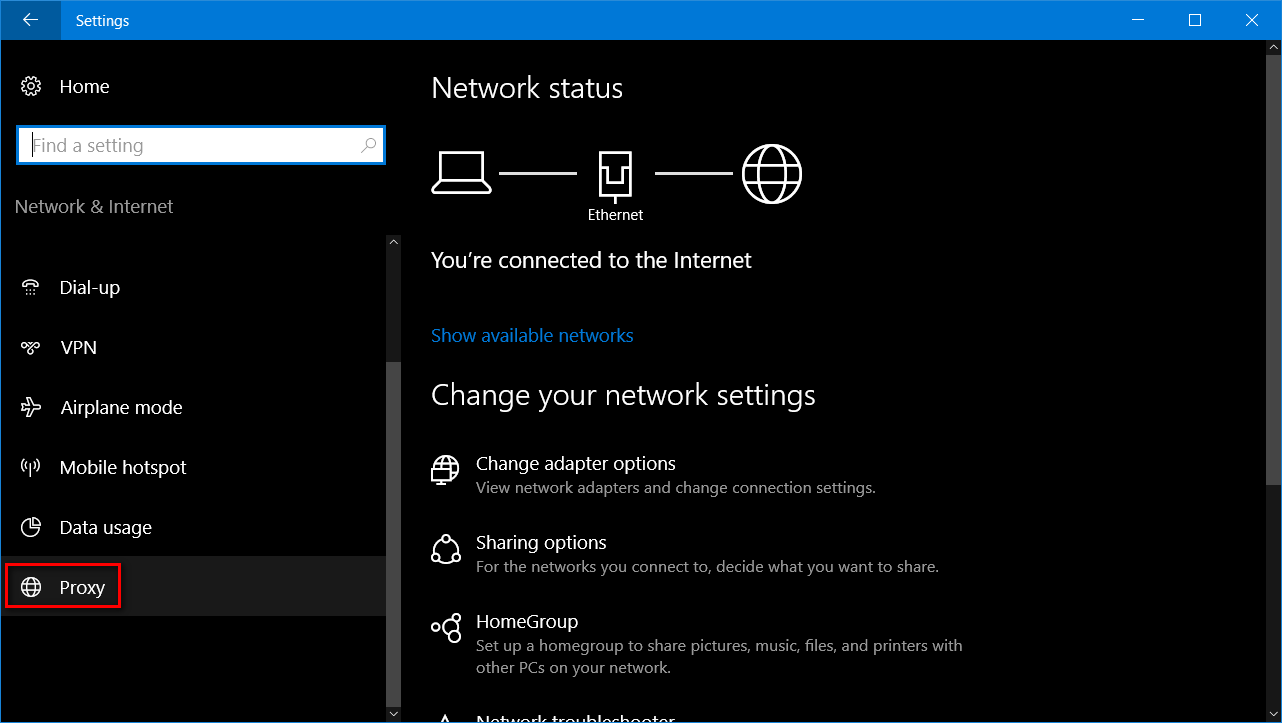 Settings
Home
Find a setting
Network & Internet
Dial-up
VPN
Airplane mode
Mobile hotspot
Data usage
Proxy
Network status
Ethernet
You’re connected to the Internet
Show available networks
Change your network settings
Change adapter options
View network adapters and change connection settings.
Sharing options
For the networks you connect to, decide what you want to share.
HomeGroup
Set up a homegroup to share pictures, music, files, and printers with
other PCs on your network.
Network troubleshooter